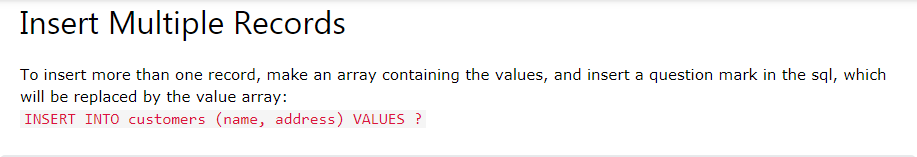 Insert Multiple Records
To insert more than one record, make an array containing the values, and insert a question mark in the sql, which
will be replaced by the value array:
INSERT INTO customers (name, address) VALUES ?